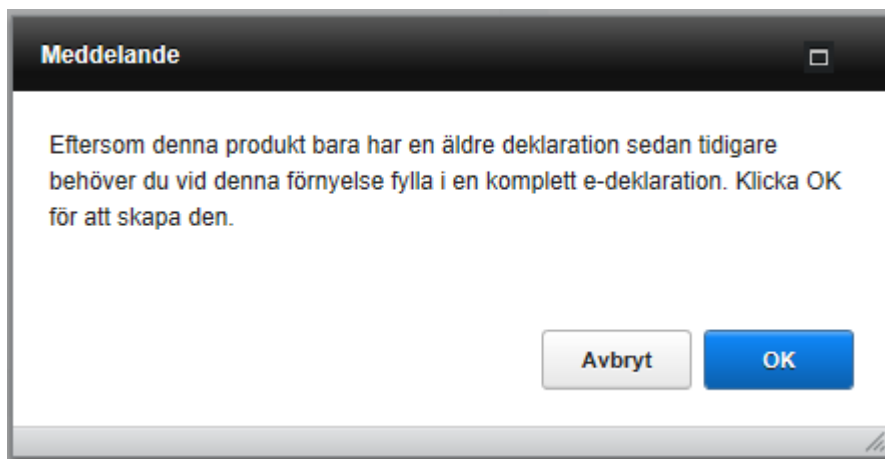 Meddelande
Eftersom denna produkt bara har en äldre deklaration sedan tidigare
behöver du vid denna förnyelse fylla i en komplett e-deklaration. Klicka OK
för att skapa den.
Avbryt
OK